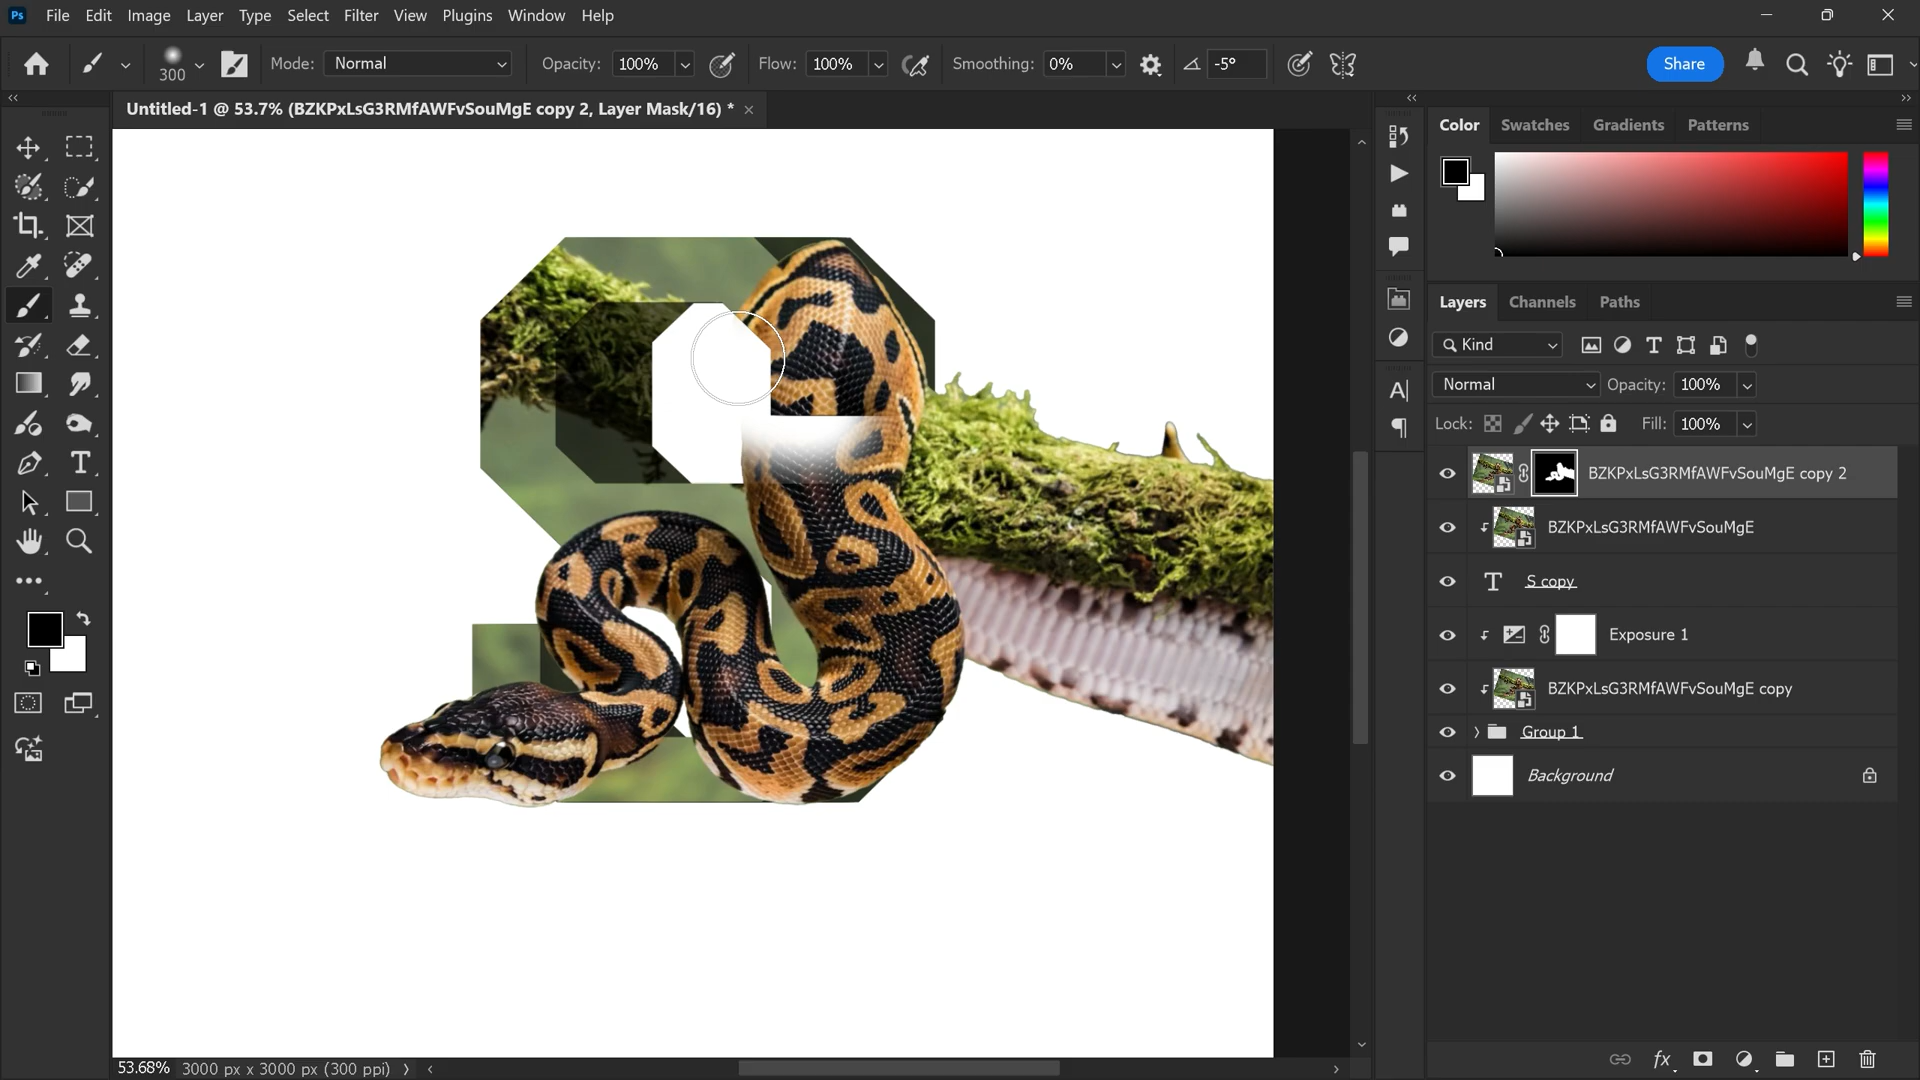 Ps File Edit Image Layer Type Select Filter View Plugins Window Help
300 Mode: Normal Opacity: 100% Flow: 100% Smoothing: 0% -5° Share
Untitled-1 @ 53.7% (BZKPxLsG3RMfAWFvSouMgE copy 2, Layer Mask/16) *
Color Swatches Gradients Patterns
Layers Channels Paths
Kind
Normal Opacity: 100%
Lock: Fill: 100%
BZKPxLsG3RMfAWFvSouMgE copy 2
BZKPxLsG3RMfAWFvSouMgE
S copy
Exposure 1
BZKPxLsG3RMfAWFvSouMgE copy
Group 1
Background
53.68% 3000 px x 3000 px (300 ppi)